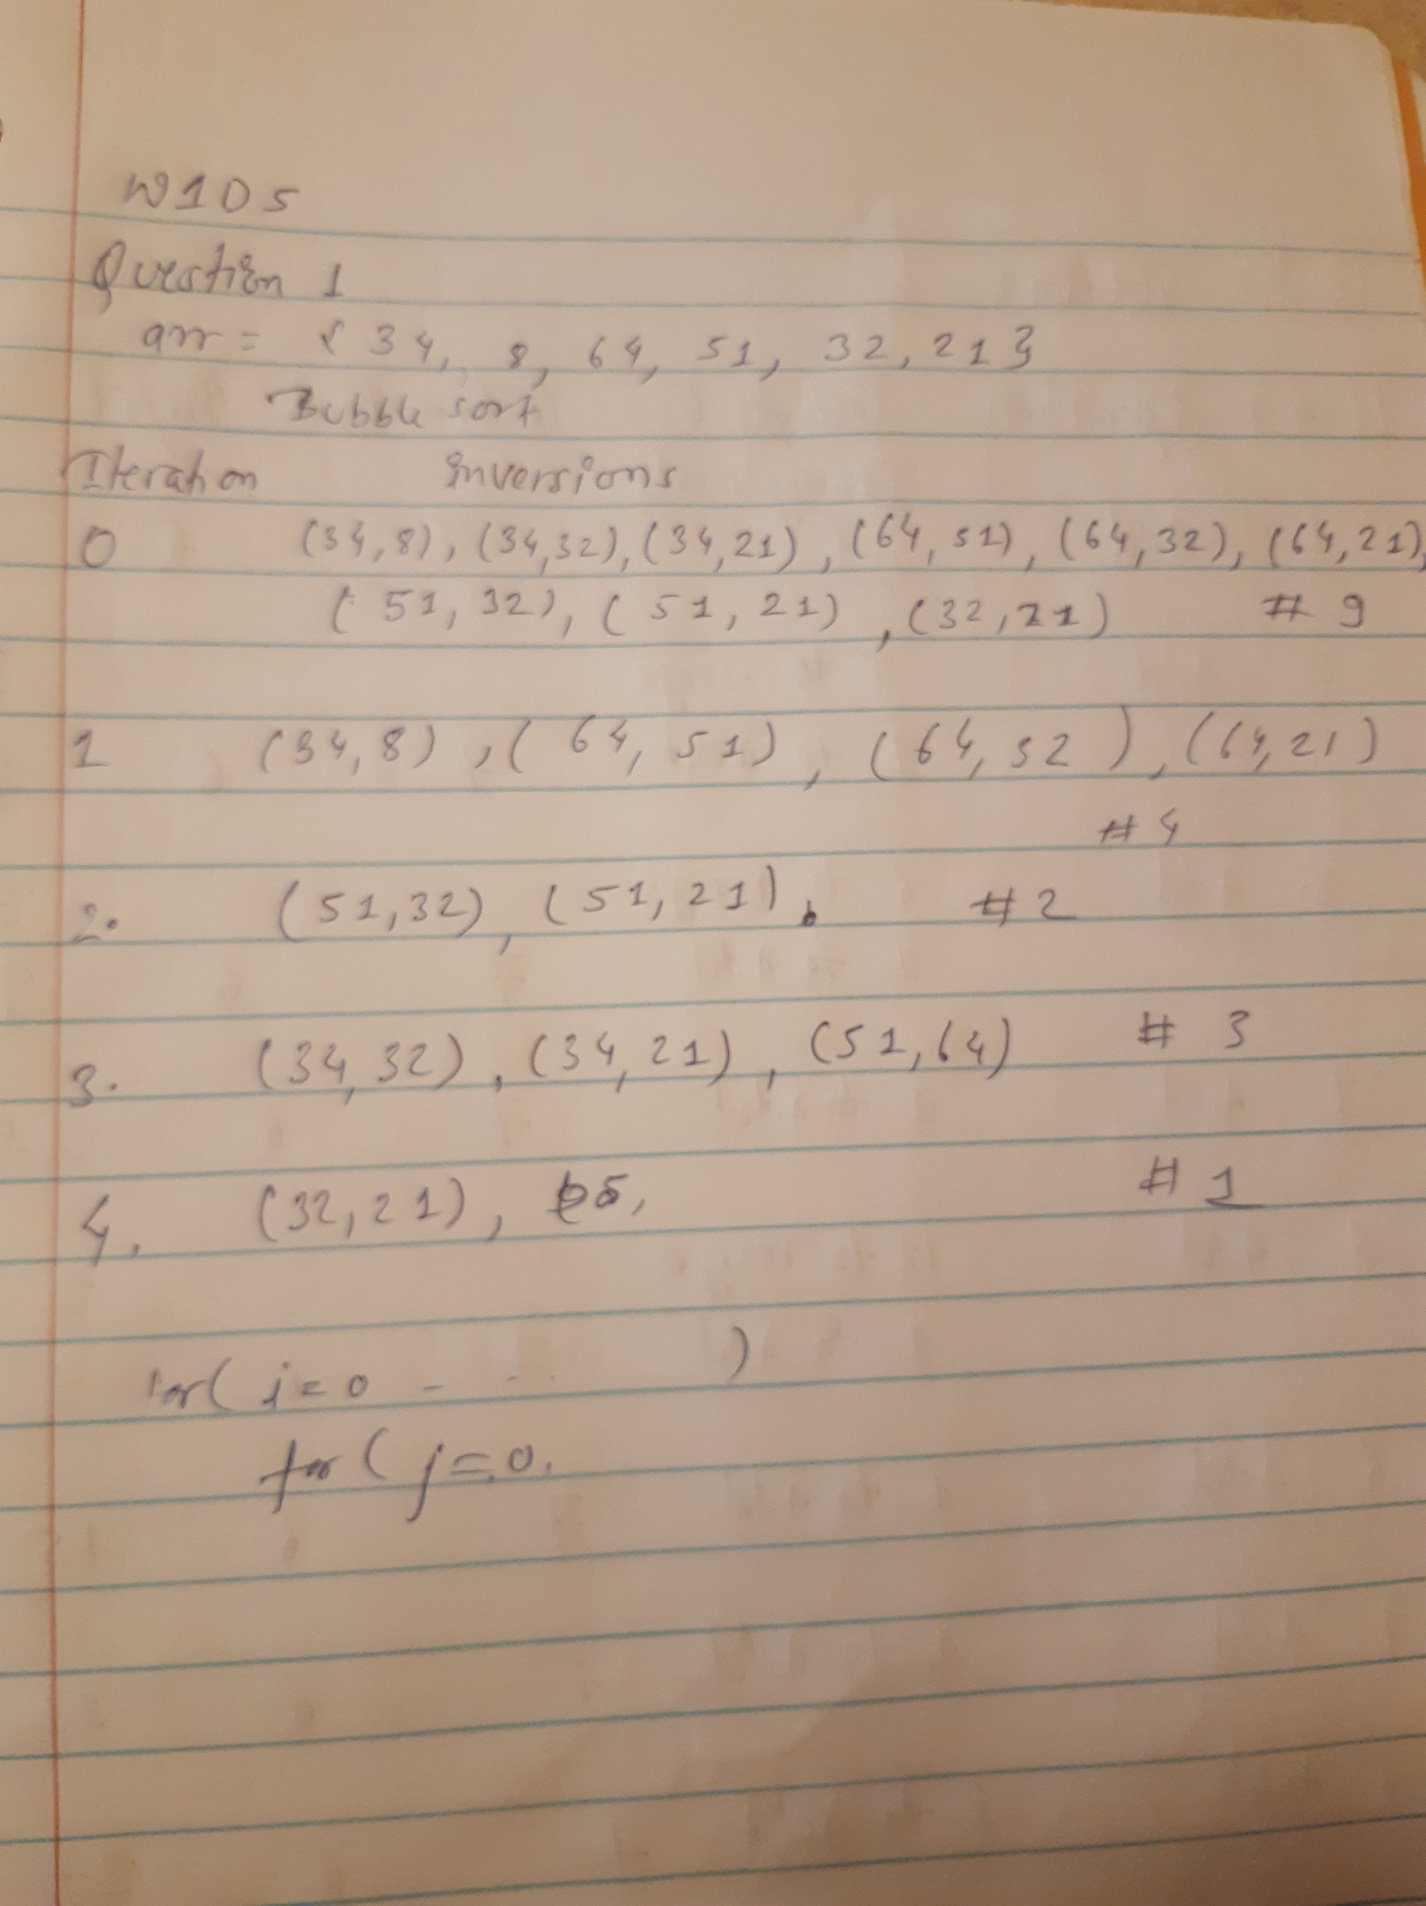 W1D5
Question 1
arr = { 34, 8, 64, 51, 32, 21}
Bubble sort
Iteration inversions
0 (34,8), (34,32), (34,21), (64,51), (64,32), (64,21),
(51,32), (51,21), (32,21) # 9
1 (34,8), (64,51), (64,32), (64,21)
# 4
2. (51,32), (51,21). # 2
3. (34,32), (34,21), (51,64) # 3
4. (32,21), # 1
for( i=0 - - - )
for( j=0.